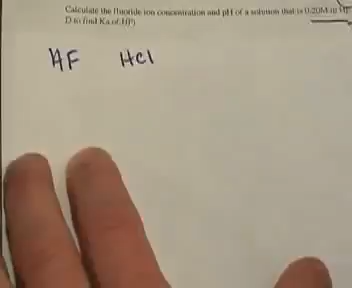 Calculate the fluoride ion concentration and pH of a solution that is 0.20M in HF
D to find Ka of HF)
HF HCl